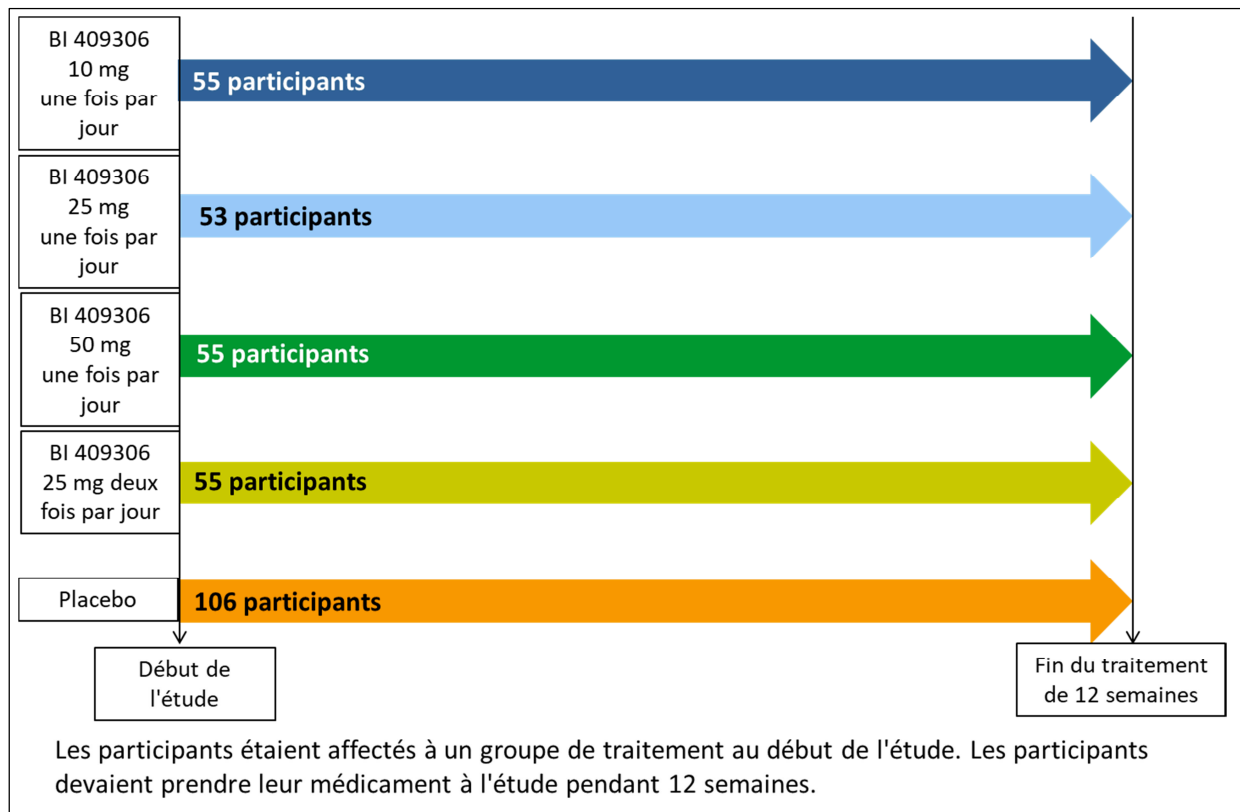 BI 409306
10 mg
une fois par
jour
55 participants
BI 409306
25 mg
une fois par
jour
53 participants
BI 409306
50 mg
une fois par
jour
55 participants
BI 409306
25 mg deux
fois par jour
55 participants
Placebo
106 participants
Début de
l'étude
Fin du traitement
de 12 semaines
Les participants étaient affectés à un groupe de traitement au début de l'étude. Les participants
devaient prendre leur médicament à l'étude pendant 12 semaines.